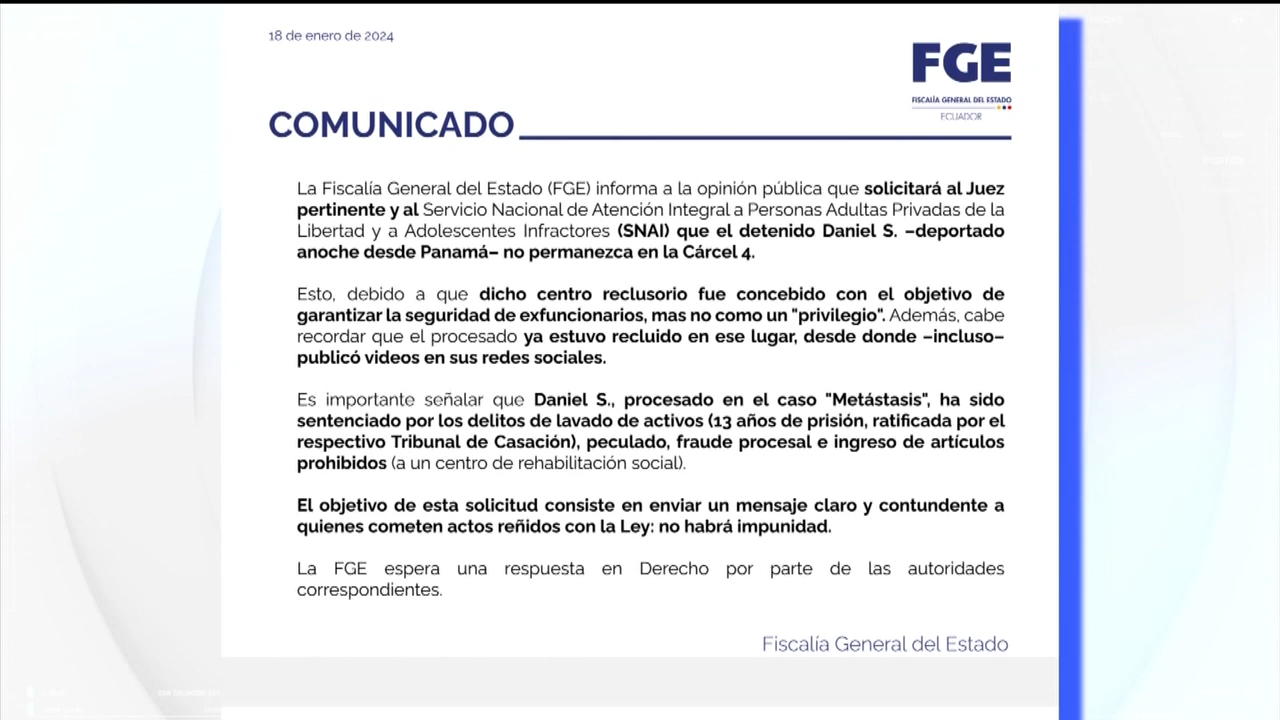 18 de enero de 2024
FGE
FISCALÍA GENERAL DEL ESTADO
ECUADOR
COMUNICADO
La Fiscalía General del Estado (FGE) informa a la opinión pública que solicitará al Juez
pertinente y al Servicio Nacional de Atención Integral a Personas Adultas Privadas de la
Libertad y a Adolescentes Infractores (SNAI) que el detenido Daniel S. –deportado
anoche desde Panamá– no permanezca en la Cárcel 4.
Esto, debido a que dicho centro reclusorio fue concebido con el objetivo de
garantizar la seguridad de exfuncionarios, mas no como un "privilegio". Además, cabe
recordar que el procesado ya estuvo recluido en ese lugar, desde donde –incluso–
publicó videos en sus redes sociales.
Es importante señalar que Daniel S., procesado en el caso "Metástasis", ha sido
sentenciado por los delitos de lavado de activos (13 años de prisión, ratificada por el
respectivo Tribunal de Casación), peculado, fraude procesal e ingreso de artículos
prohibidos (a un centro de rehabilitación social).
El objetivo de esta solicitud consiste en enviar un mensaje claro y contundente a
quienes cometen actos reñidos con la Ley: no habrá impunidad.
La FGE espera una respuesta en Derecho por parte de las autoridades
correspondientes.
Fiscalía General del Estado